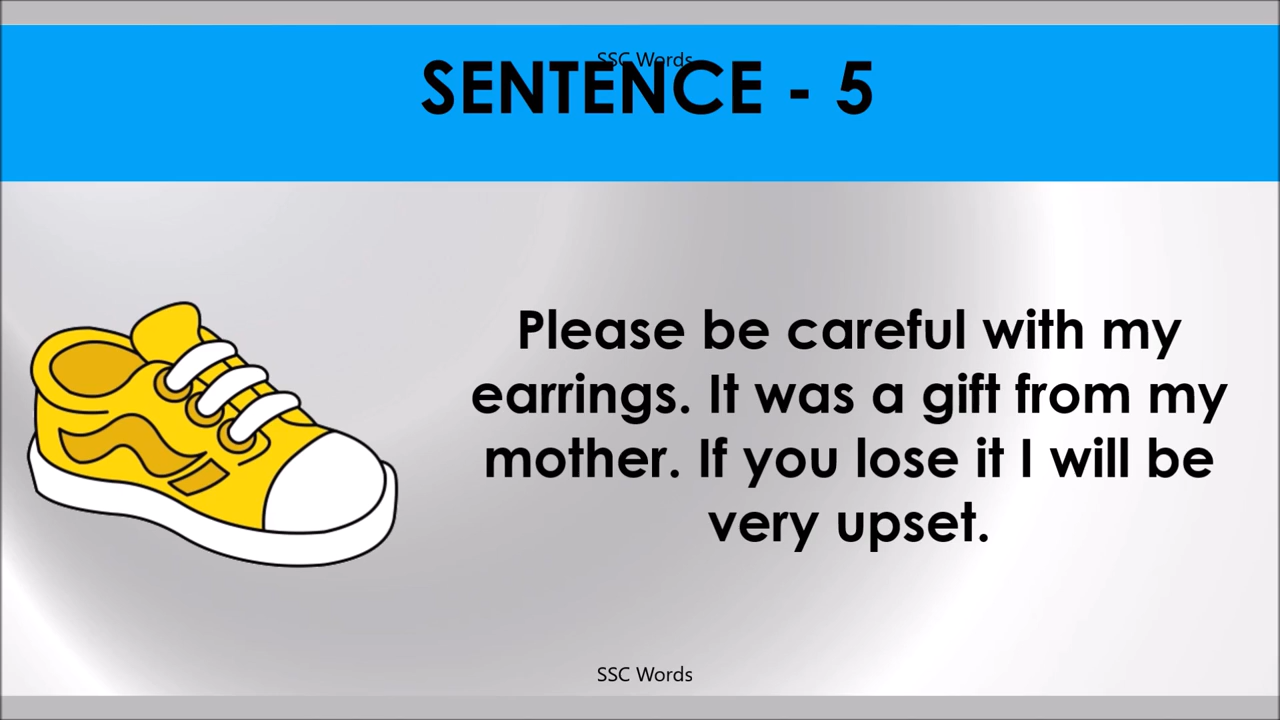 SSC Words
SENTENCE - 5
Please be careful with my
earrings. It was a gift from my
mother. If you lose it I will be
very upset.
SSC Words